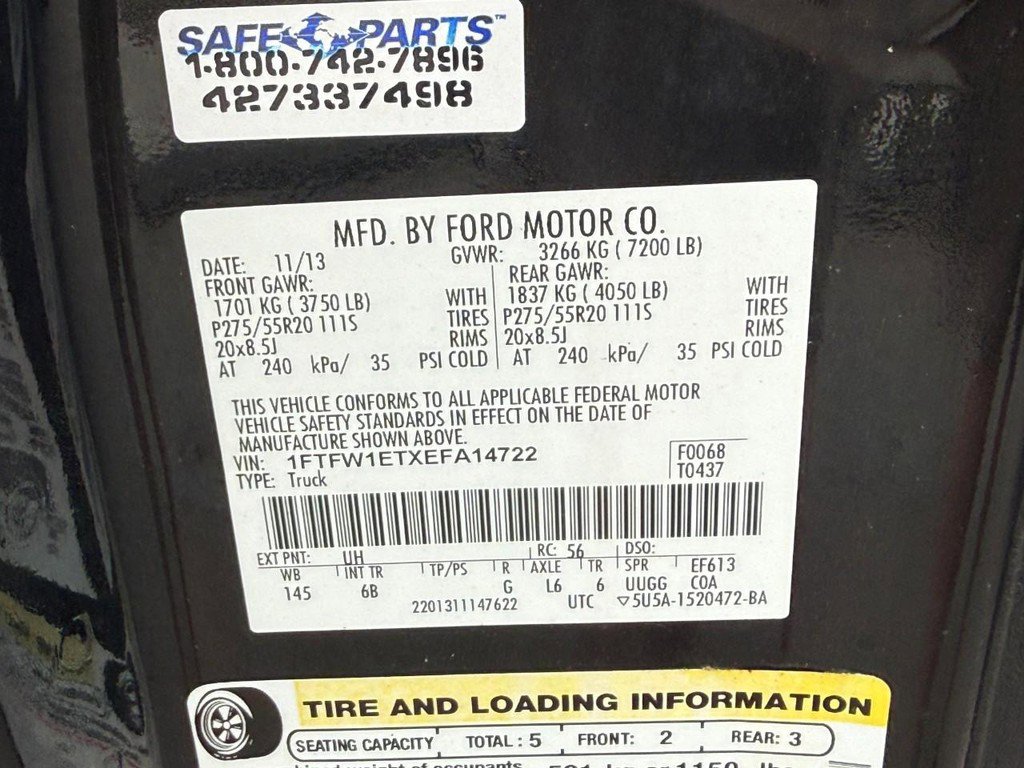 SAFE PARTS™
1-800-742-7896
427337498
MFD. BY FORD MOTOR CO.
DATE: 11/13 GVWR: 3266 KG ( 7200 LB)
FRONT GAWR: REAR GAWR:
1701 KG ( 3750 LB) WITH 1837 KG ( 4050 LB) WITH
P275/55R20 111S TIRES P275/55R20 111S TIRES
20x8.5J RIMS 20x8.5J RIMS
AT 240 kPa/ 35 PSI COLD AT 240 kPa/ 35 PSI COLD
THIS VEHICLE CONFORMS TO ALL APPLICABLE FEDERAL MOTOR
VEHICLE SAFETY STANDARDS IN EFFECT ON THE DATE OF
MANUFACTURE SHOWN ABOVE.
VIN: 1FTFW1ETXEFA14722 F0068
TYPE: Truck T0437
EXT PNT: UH RC: 56 DSO:
WB INT TR TP/PS R AXLE TR SPR EF613
145 6B G L6 6 UUGG COA
2201311147622 UTC ▽5U5A-1520472-BA
TIRE AND LOADING INFORMATION
SEATING CAPACITY TOTAL: 5 FRONT: 2 REAR: 3
weight of occupants